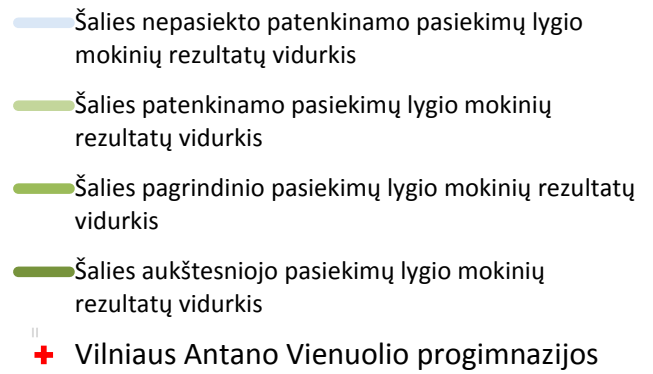 Šalies nepasiekto patenkinamo pasiekimų lygio
mokinių rezultatų vidurkis
Šalies patenkinamo pasiekimų lygio mokinių
rezultatų vidurkis
Šalies pagrindinio pasiekimų lygio mokinių rezultatų
vidurkis
Šalies aukštesniojo pasiekimų lygio mokinių
rezultatų vidurkis
II
Vilniaus Antano Vienuolio progimnazijos